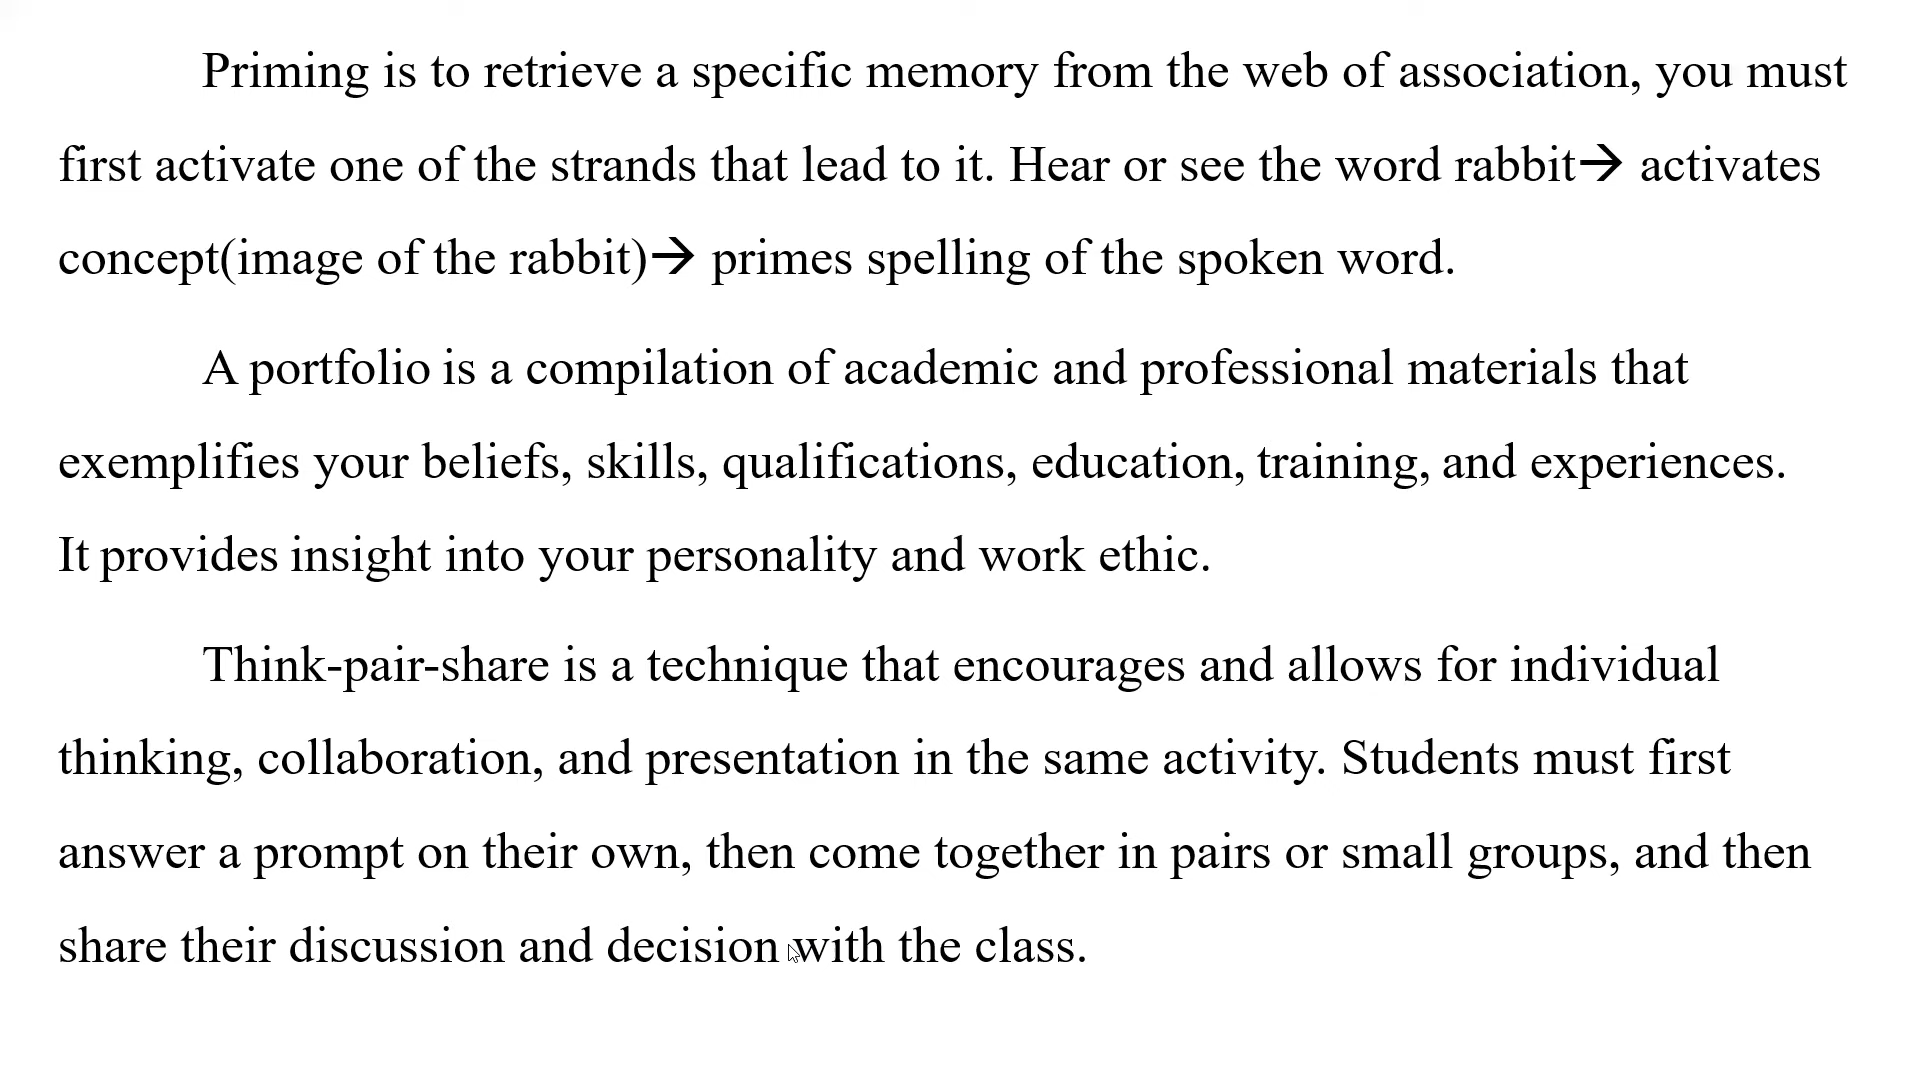 Priming is to retrieve a specific memory from the web of association, you must
first activate one of the strands that lead to it. Hear or see the word rabbit→ activates
concept(image of the rabbit)→ primes spelling of the spoken word.
A portfolio is a compilation of academic and professional materials that
exemplifies your beliefs, skills, qualifications, education, training, and experiences.
It provides insight into your personality and work ethic.
Think-pair-share is a technique that encourages and allows for individual
thinking, collaboration, and presentation in the same activity. Students must first
answer a prompt on their own, then come together in pairs or small groups, and then
share their discussion and decision with the class.